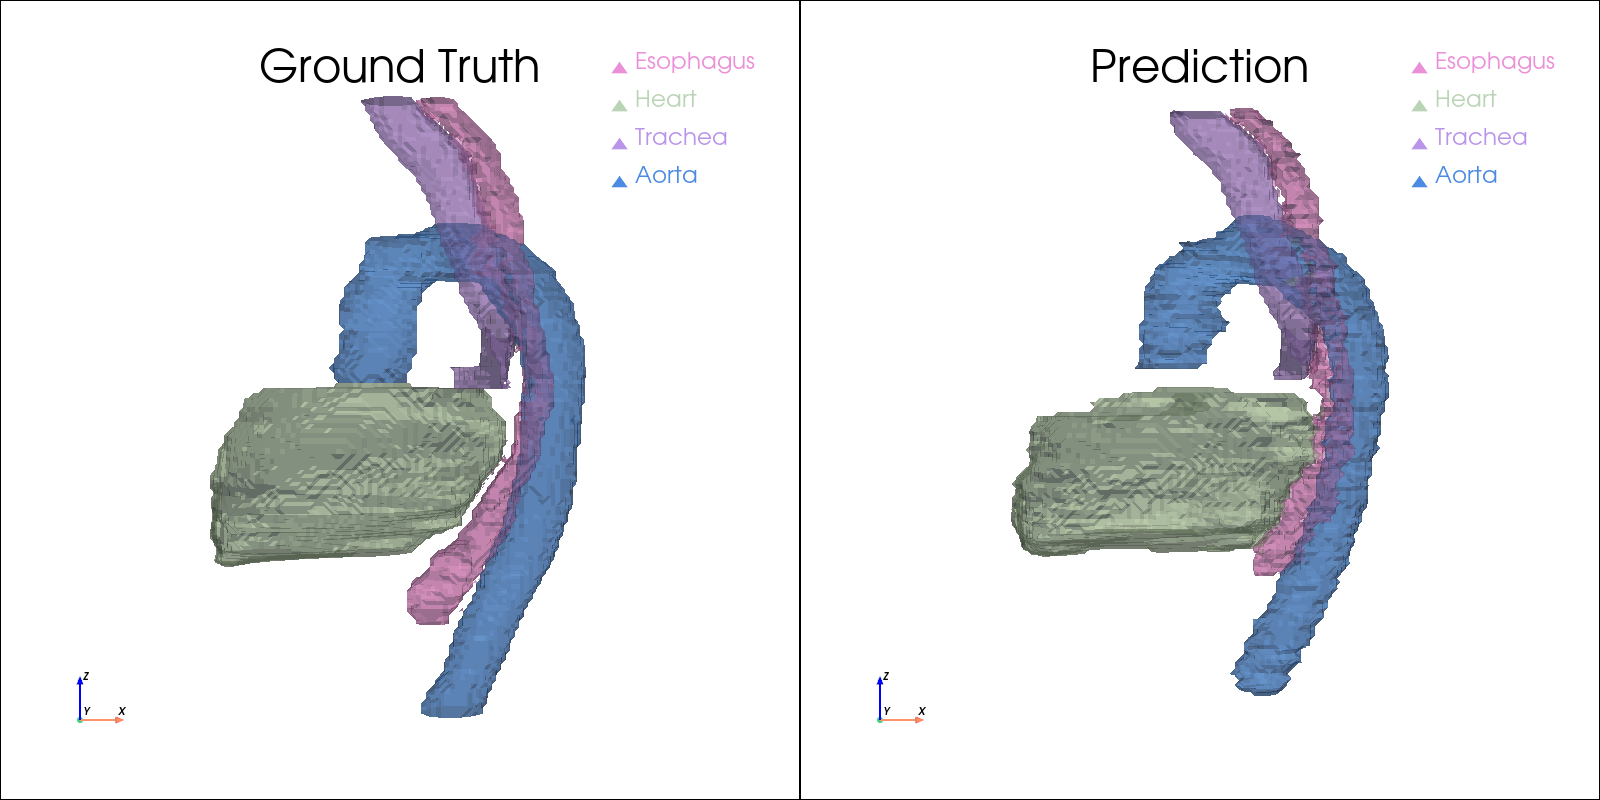 Ground Truth
Esophagus
Heart
Trachea
Aorta
Z
Y
X
Prediction
Esophagus
Heart
Trachea
Aorta
Z
Y
X